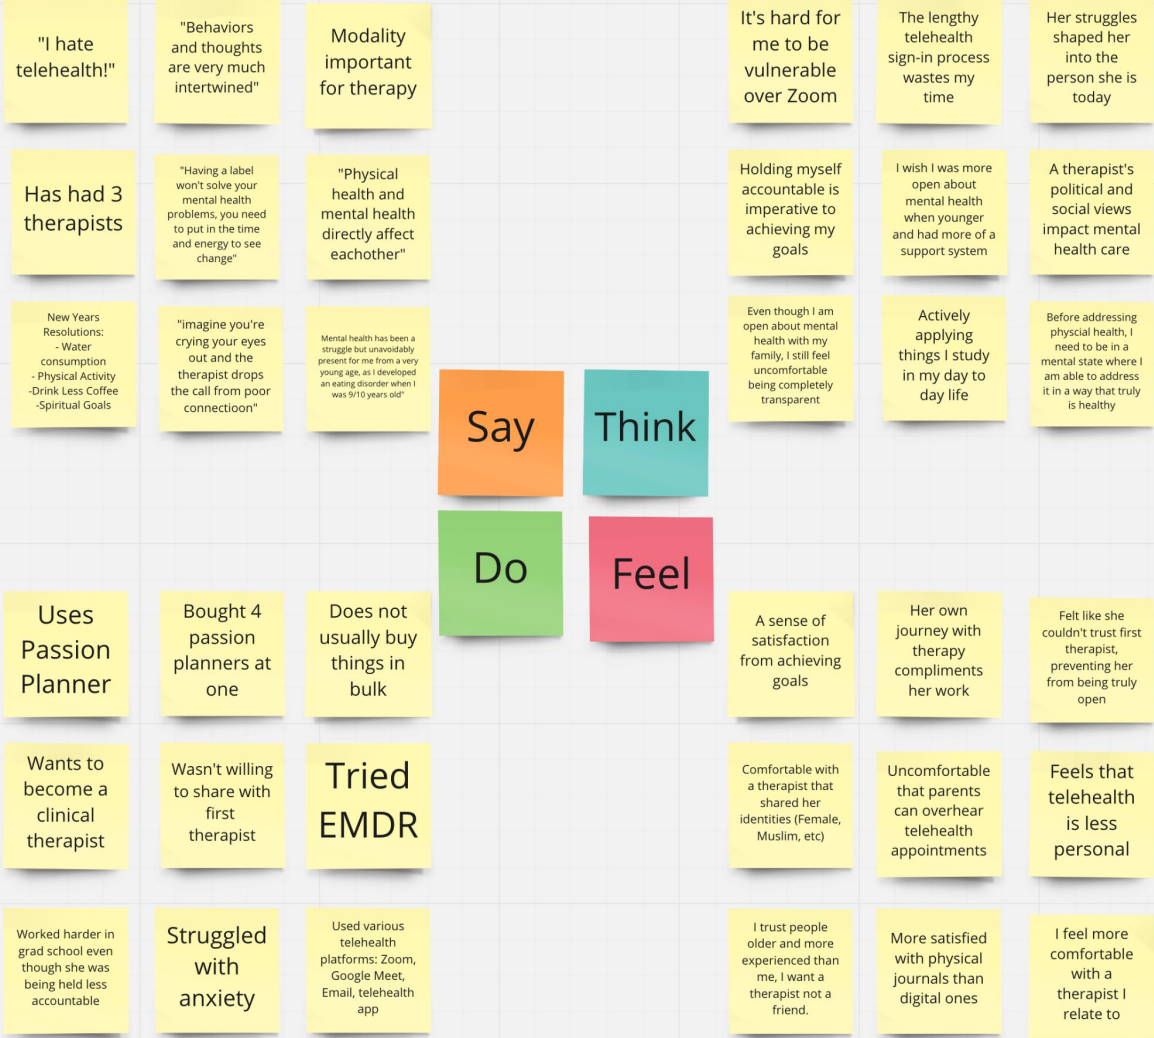 "I hate
telehealth!"
"Behaviors
and thoughts
are very much
intertwined"
Modality
important
for therapy
Has had 3
therapists
"Having a label
won't solve your
mental health
problems, you need
to put in the time
and energy to see
change"
"Physical
health and
mental health
directly affect
eachother"
New Years
Resolutions:
- Water
consumption
- Physical Activity
-Drink Less Coffee
-Spiritual Goals
"imagine you're
crying your eyes
out and the
therapist drops
the call from poor
connectioon"
Mental health has been a
struggle but unavoidably
present for me from a very
young age, as I developed
an eating disorder when I
was 9/10 years old"
It's hard for
me to be
vulnerable
over Zoom
The lengthy
telehealth
sign-in process
wastes my
time
Her struggles
shaped her
into the
person she is
today
Holding myself
accountable is
imperative to
achieving my
goals
I wish I was more
open about
mental health
when younger
and had more of a
support system
A therapist's
political and
social views
impact mental
health care
Even though I am
open about mental
health with my
family, I still feel
uncomfortable
being completely
transparent
Actively
applying
things I study
in my day to
day life
Before addressing
physcial health, I
need to be in a
mental state where I
am able to address
it in a way that truly
is healthy
Say
Think
Do
Feel
Uses
Passion
Planner
Bought 4
passion
planners at
one
Does not
usually buy
things in
bulk
Wants to
become a
clinical
therapist
Wasn't willing
to share with
first
therapist
Tried
EMDR
Worked harder in
grad school even
though she was
being held less
accountable
Struggled
with
anxiety
Used various
telehealth
platforms: Zoom,
Google Meet,
Email, telehealth
app
A sense of
satisfaction
from achieving
goals
Her own
journey with
therapy
compliments
her work
Felt like she
couldn't trust first
therapist,
preventing her
from being truly
open
Comfortable with
a therapist that
shared her
identities (Female,
Muslim, etc)
Uncomfortable
that parents
can overhear
telehealth
appointments
Feels that
telehealth
is less
personal
I trust people
older and more
experienced than
me, I want a
therapist not a
friend.
More satisfied
with physical
journals than
digital ones
I feel more
comfortable
with a
therapist I
relate to